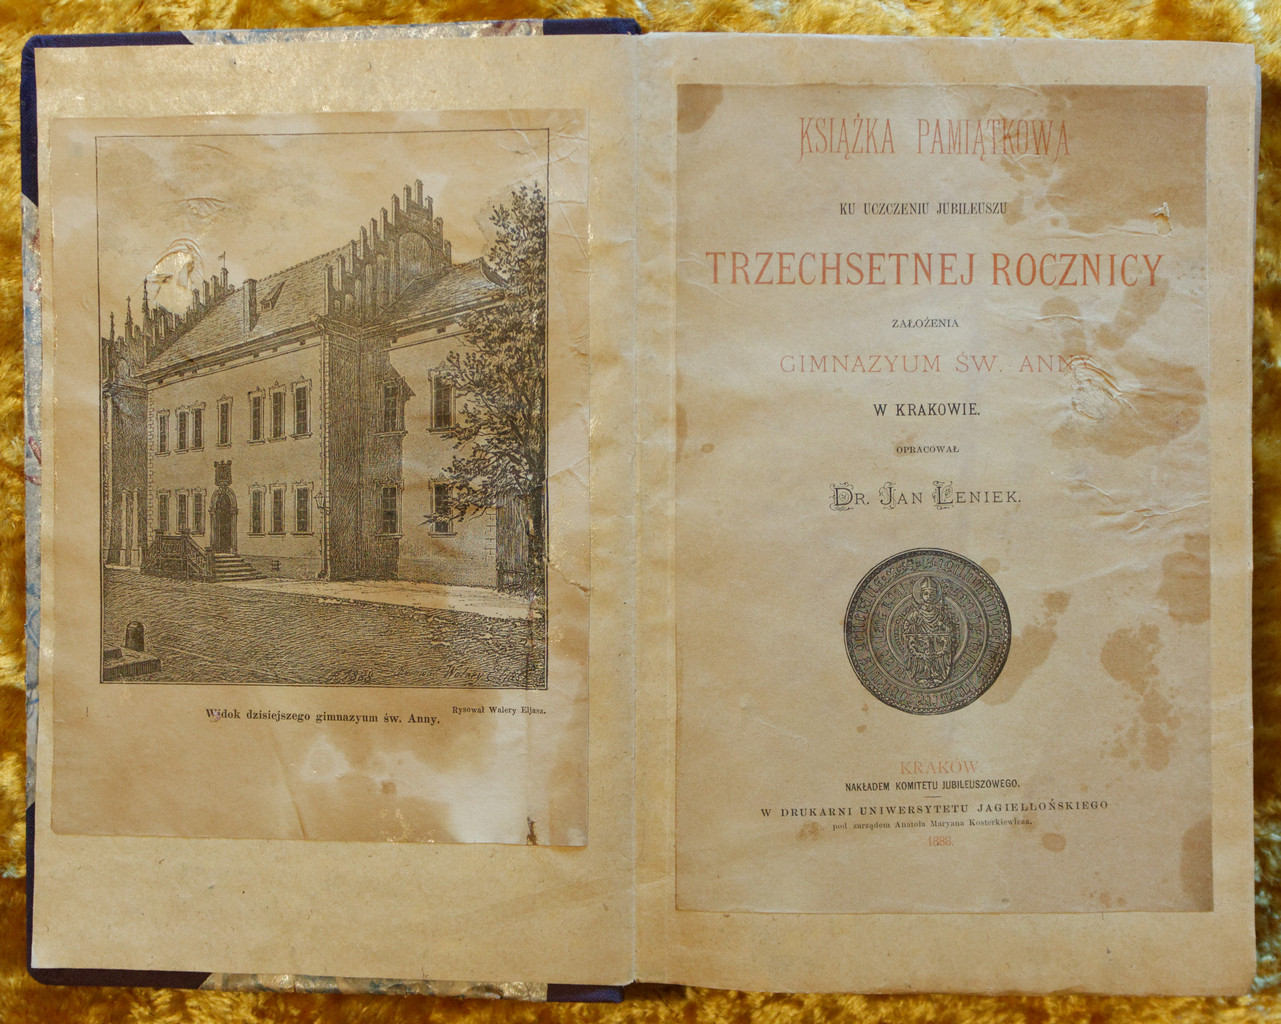 1888
Widok dzisiejszego gimnazyum św. Anny.
Rysował Walery Eljasz.
KSIĄŻKA PAMIĄTKOWA
KU UCZCZENIU JUBILEUSZU
TRZECHSETNEJ ROCZNICY
ZAŁOŻENIA
GIMNAZYUM ŚW. ANNY
W KRAKOWIE.
OPRACOWAŁ
DR. JAN LENIEK.
KRAKÓW.
NAKŁADEM KOMITETU JUBILEUSZOWEGO.
W DRUKARNI UNIWERSYTETU JAGIELLOŃSKIEGO
pod zarządem Anatola Maryana Kosterkiewicza.
1888.